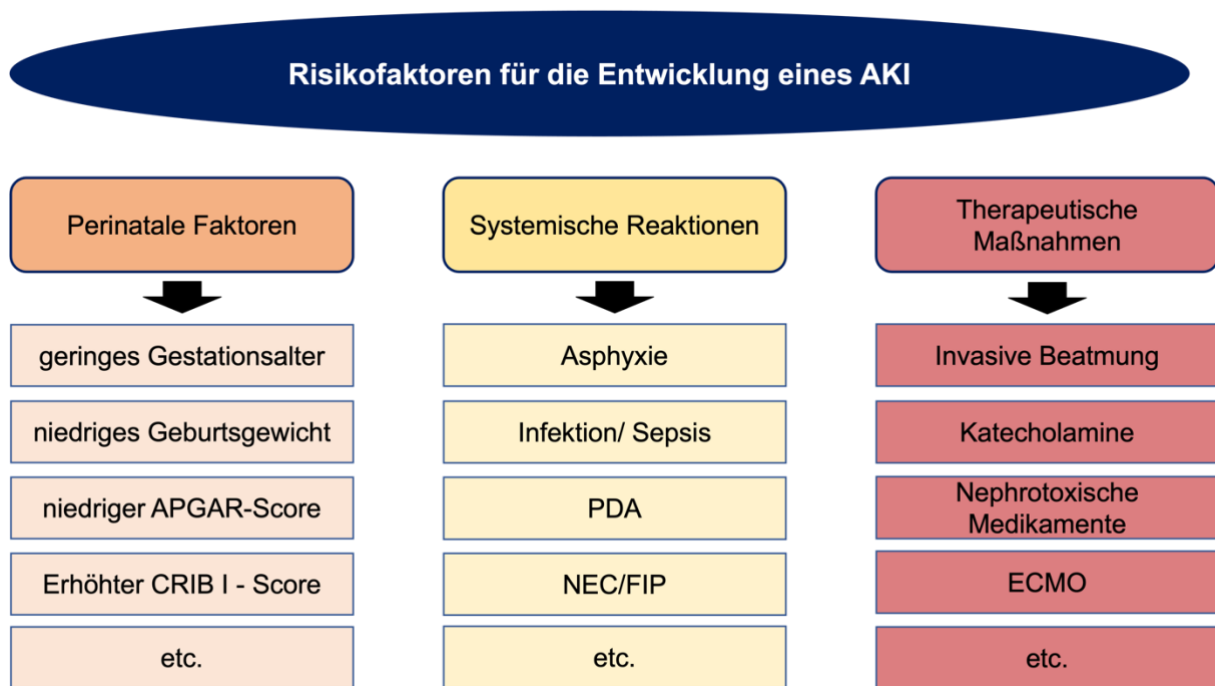 Risikofaktoren für die Entwicklung eines AKI
Perinatale Faktoren
geringes Gestationsalter
niedriges Geburtsgewicht
niedriger APGAR-Score
Erhöhter CRIB I - Score
etc.
Systemische Reaktionen
Asphyxie
Infektion/ Sepsis
PDA
NEC/FIP
etc.
Therapeutische
Maßnahmen
Invasive Beatmung
Katecholamine
Nephrotoxische
Medikamente
ECMO
etc.